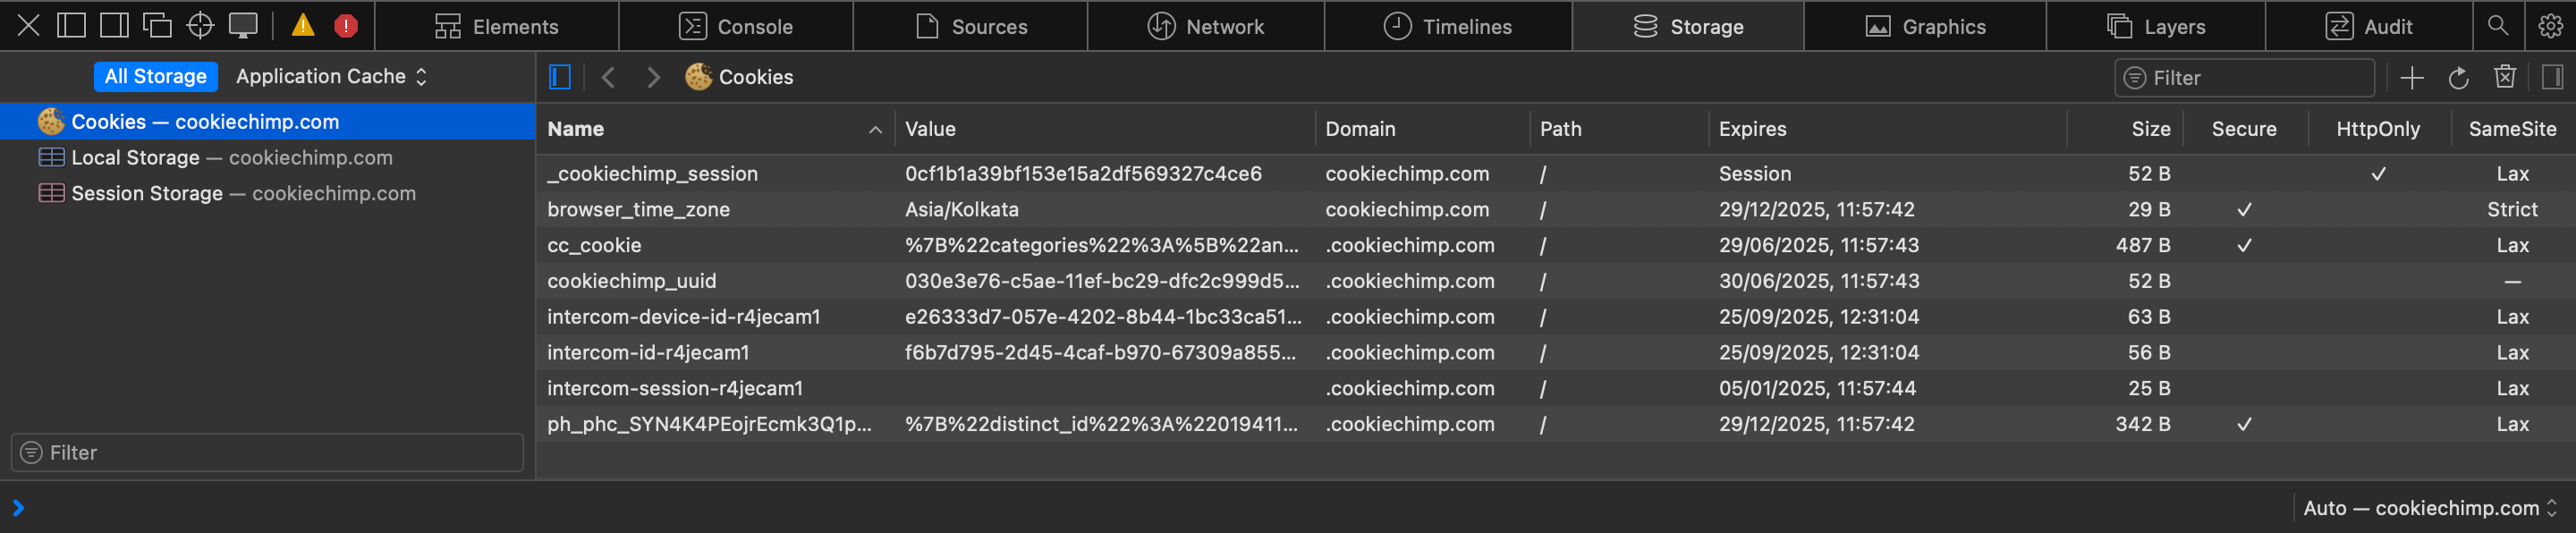 Elements Console Sources Network Timelines Storage Graphics Layers Audit
All Storage Application Cache Cookies Filter
Cookies — cookiechimp.com
Local Storage — cookiechimp.com
Session Storage — cookiechimp.com
Filter
Name Value Domain Path Expires Size Secure HttpOnly SameSite
_cookiechimp_session 0cf1b1a39bf153e15a2df569327c4ce6 cookiechimp.com / Session 52 B ✓ Lax
browser_time_zone Asia/Kolkata cookiechimp.com / 29/12/2025, 11:57:42 29 B ✓ Strict
cc_cookie %7B%22categories%22%3A%5B%22an... .cookiechimp.com / 29/06/2025, 11:57:43 487 B ✓ Lax
cookiechimp_uuid 030e3e76-c5ae-11ef-bc29-dfc2c999d5... .cookiechimp.com / 30/06/2025, 11:57:43 52 B —
intercom-device-id-r4jecam1 e26333d7-057e-4202-8b44-1bc33ca51... .cookiechimp.com / 25/09/2025, 12:31:04 63 B Lax
intercom-id-r4jecam1 f6b7d795-2d45-4caf-b970-67309a855... .cookiechimp.com / 25/09/2025, 12:31:04 56 B Lax
intercom-session-r4jecam1 .cookiechimp.com / 05/01/2025, 11:57:44 25 B Lax
ph_phc_SYN4K4PEojrEcmk3Q1p... %7B%22distinct_id%22%3A%22019411... .cookiechimp.com / 29/12/2025, 11:57:42 342 B ✓ Lax
Auto — cookiechimp.com